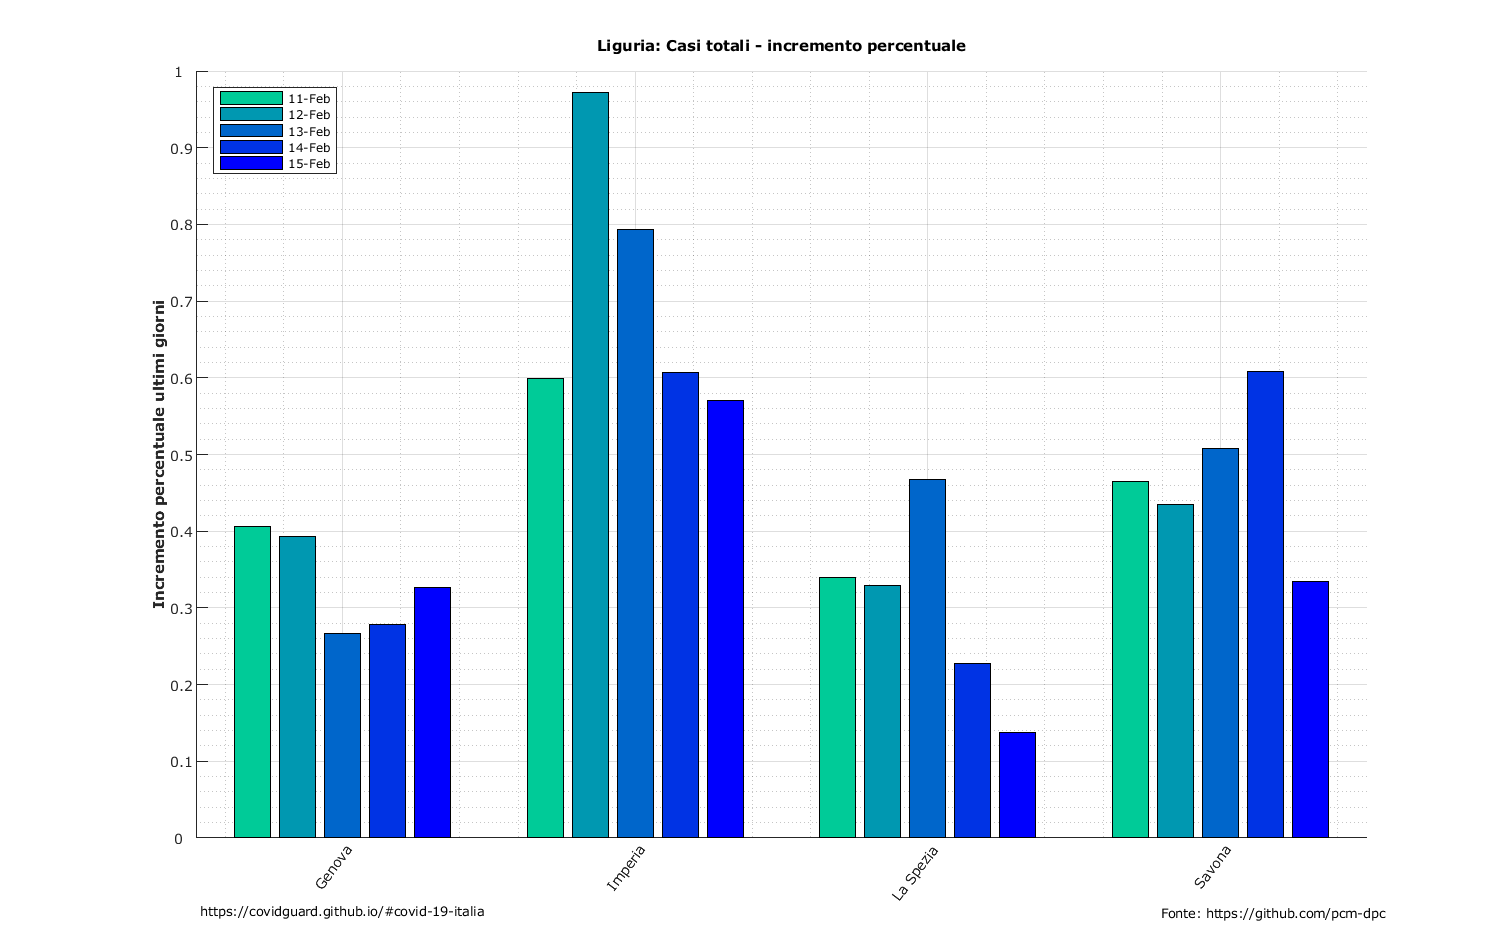 Liguria: Casi totali - incremento percentuale
11-Feb
12-Feb
13-Feb
14-Feb
15-Feb
Incremento percentuale ultimi giorni
1
0.9
0.8
0.7
0.6
0.5
0.4
0.3
0.2
0.1
0
Genova
Imperia
La Spezia
Savona
https://covidguard.github.io/#covid-19-italia
Fonte: https://github.com/pcm-dpc